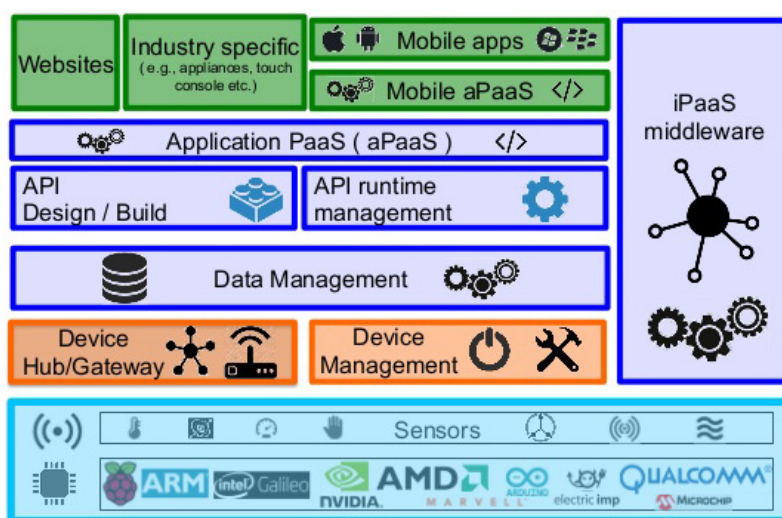 Websites
Industry specific
( e.g., appliances, touch
console etc.)
Mobile apps
Mobile aPaaS </>
iPaaS
middleware
Application PaaS ( aPaaS ) </>
API
Design / Build
API runtime
management
Data Management
Device
Hub/Gateway
Device
Management
Sensors
ARM
intel Galileo
NVIDIA.
AMD
MARVELL
ARDUINO
electric imp
QUALCOMM®
MICROCHIP